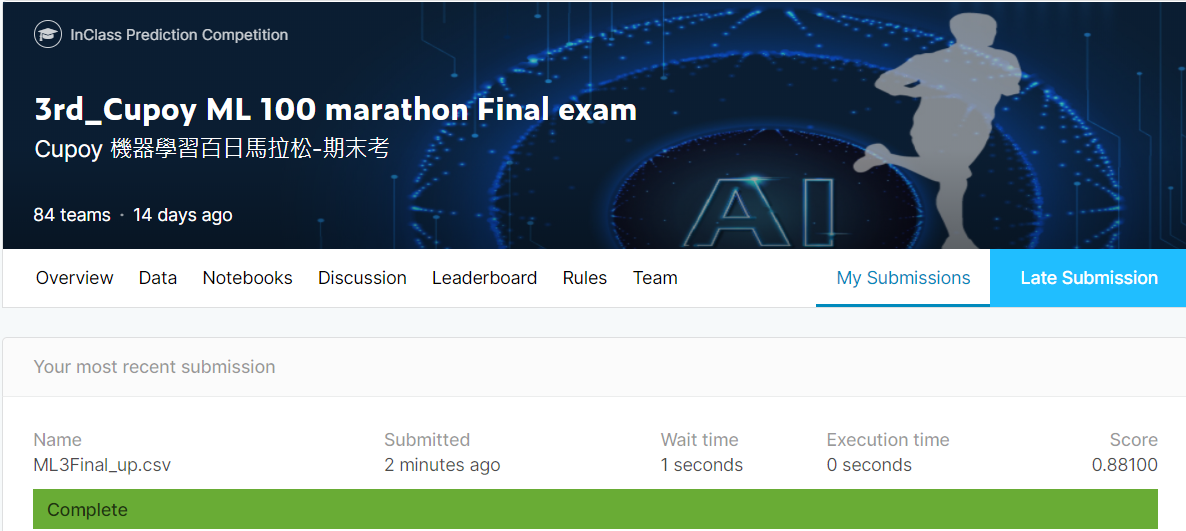 InClass Prediction Competition
3rd_Cupoy ML 100 marathon Final exam
Cupoy 機器學習百日馬拉松-期末考
84 teams · 14 days ago
AI
Overview Data Notebooks Discussion Leaderboard Rules Team My Submissions Late Submission
Your most recent submission
Name Submitted Wait time Execution time Score
ML3Final_up.csv 2 minutes ago 1 seconds 0 seconds 0.88100
Complete